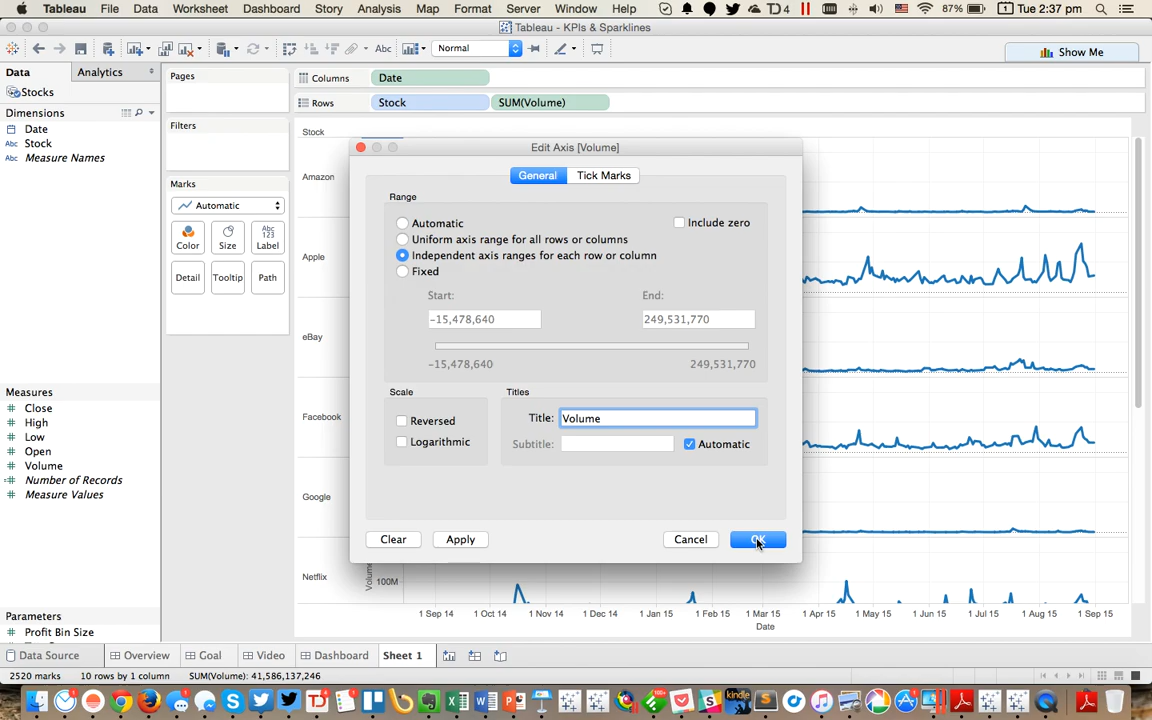 Tableau File Data Worksheet Dashboard Story Analysis Map Format Server Window Help 87% Tue 2:37 pm
Tableau - KPIs & Sparklines
Abc Normal Show Me
Data Analytics Pages Columns Date
Stocks
Rows Stock SUM(Volume)
Dimensions
Filters
Date
Abc Stock
Abc Measure Names
Stock
Edit Axis [Volume]
General Tick Marks
Marks
Automatic
Color Size Label
Abc
123
Detail Tooltip Path
Amazon
Apple
eBay
Facebook
Google
Netflix
Range
Automatic Include zero
Uniform axis range for all rows or columns
Independent axis ranges for each row or column
Fixed
Start: End:
-15,478,640 249,531,770
-15,478,640 249,531,770
Scale Titles
Reversed Title: Volume
Logarithmic Subtitle: Automatic
Clear Apply Cancel OK
Measures
Close
High
Low
Open
Volume
Number of Records
Measure Values
Volume
100M
1 Sep 14 1 Oct 14 1 Nov 14 1 Dec 14 1 Jan 15 1 Feb 15 1 Mar 15 1 Apr 15 1 May 15 1 Jun 15 1 Jul 15 1 Aug 15 1 Sep 15
Date
Parameters
Profit Bin Size
Data Source Overview Goal Video Dashboard Sheet 1
2520 marks 10 rows by 1 column SUM(Volume): 41,586,137,246